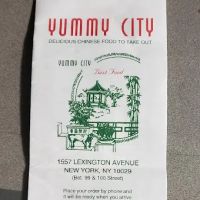 YUMMY CITY
DELICIOUS CHINESE FOOD TO TAKE OUT
YUMMY CITY
Best Food
1557 LEXINGTON AVENUE
NEW YORK, NY 10029
(Bet. 99 & 100 Street)
Place your order by phone and
it will be ready when you arrive